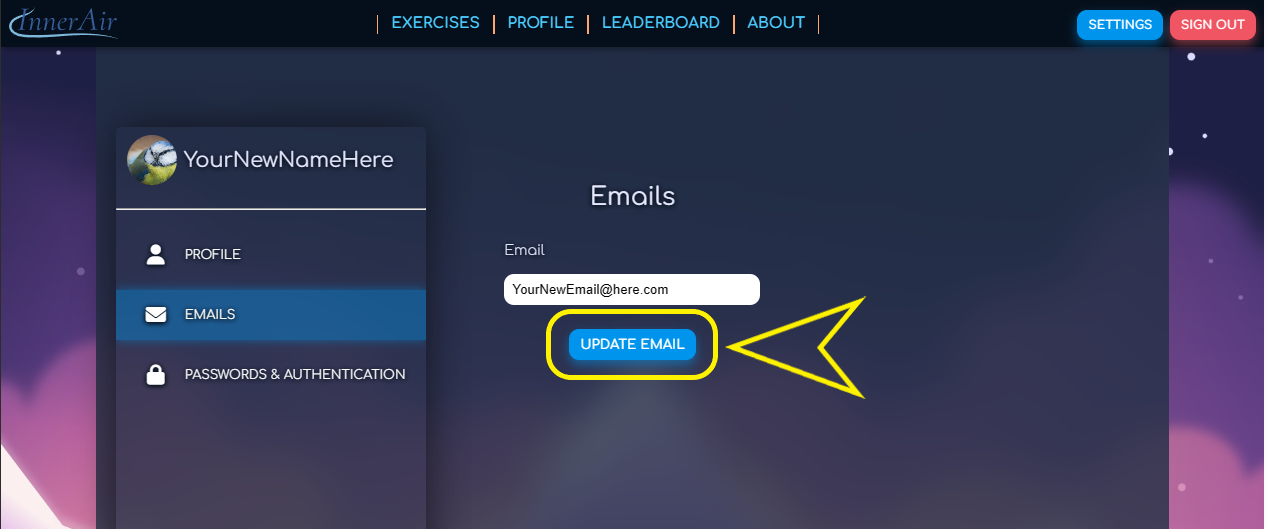 InnerAir
EXERCISES
PROFILE
LEADERBOARD
ABOUT
SETTINGS
SIGN OUT
YourNewNameHere
PROFILE
EMAILS
PASSWORDS & AUTHENTICATION
Emails
Email
YourNewEmail@here.com
UPDATE EMAIL